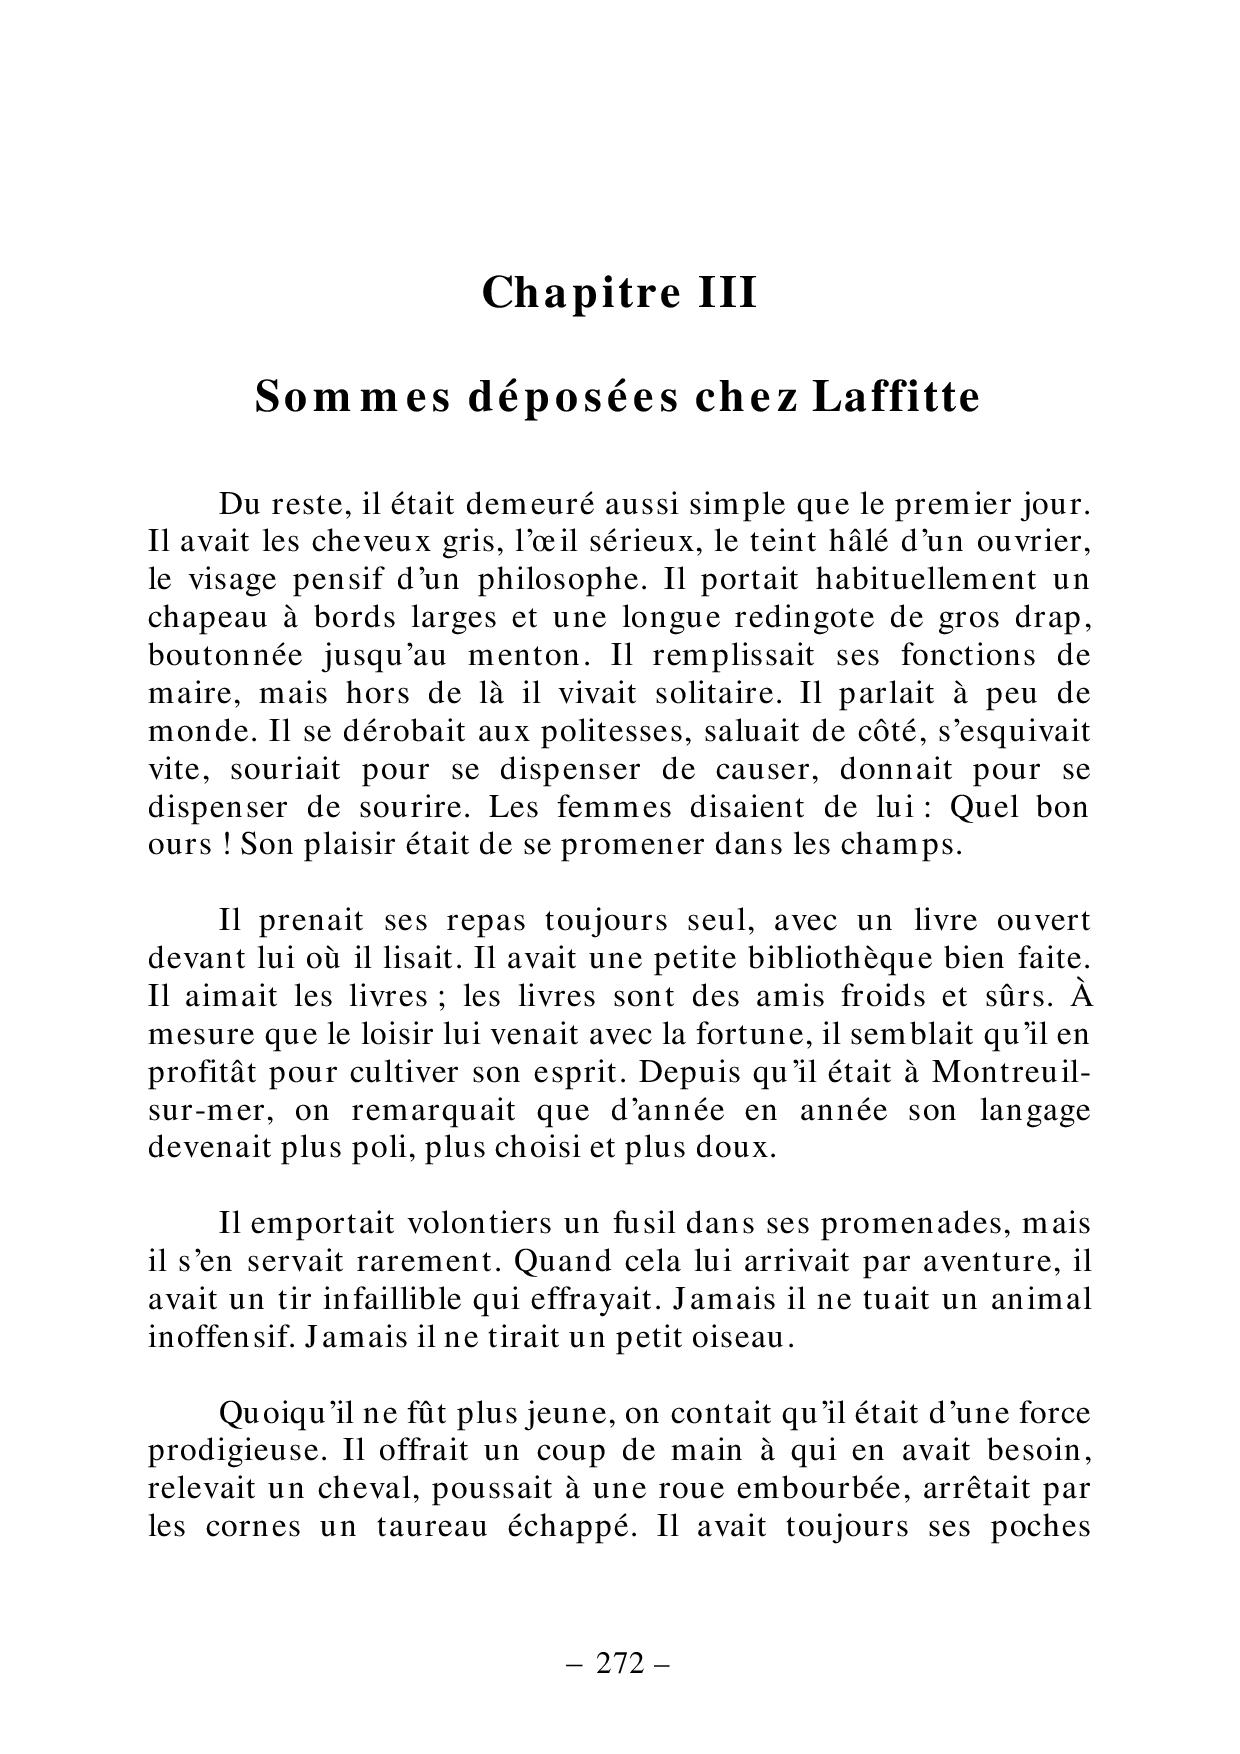 Chapitre III
Sommes déposées chez Laffitte
Du reste, il était demeuré aussi simple que le premier jour.
Il avait les cheveux gris, l’œil sérieux, le teint hâlé d’un ouvrier,
le visage pensif d’un philosophe. Il portait habituellement un
chapeau à bords larges et une longue redingote de gros drap,
boutonnée jusqu’au menton. Il remplissait ses fonctions de
maire, mais hors de là il vivait solitaire. Il parlait à peu de
monde. Il se dérobait aux politesses, saluait de côté, s’esquivait
vite, souriait pour se dispenser de causer, donnait pour se
dispenser de sourire. Les femmes disaient de lui : Quel bon
ours ! Son plaisir était de se promener dans les champs.
Il prenait ses repas toujours seul, avec un livre ouvert
devant lui où il lisait. Il avait une petite bibliothèque bien faite.
Il aimait les livres ; les livres sont des amis froids et sûrs. À
mesure que le loisir lui venait avec la fortune, il semblait qu’il en
profitât pour cultiver son esprit. Depuis qu’il était à Montreuil-
sur-mer, on remarquait que d’année en année son langage
devenait plus poli, plus choisi et plus doux.
Il emportait volontiers un fusil dans ses promenades, mais
il s’en servait rarement. Quand cela lui arrivait par aventure, il
avait un tir infaillible qui effrayait. Jamais il ne tuait un animal
inoffensif. Jamais il ne tirait un petit oiseau.
Quoiqu’il ne fût plus jeune, on contait qu’il était d’une force
prodigieuse. Il offrait un coup de main à qui en avait besoin,
relevait un cheval, poussait à une roue embourbée, arrêtait par
les cornes un taureau échappé. Il avait toujours ses poches
– 272 –